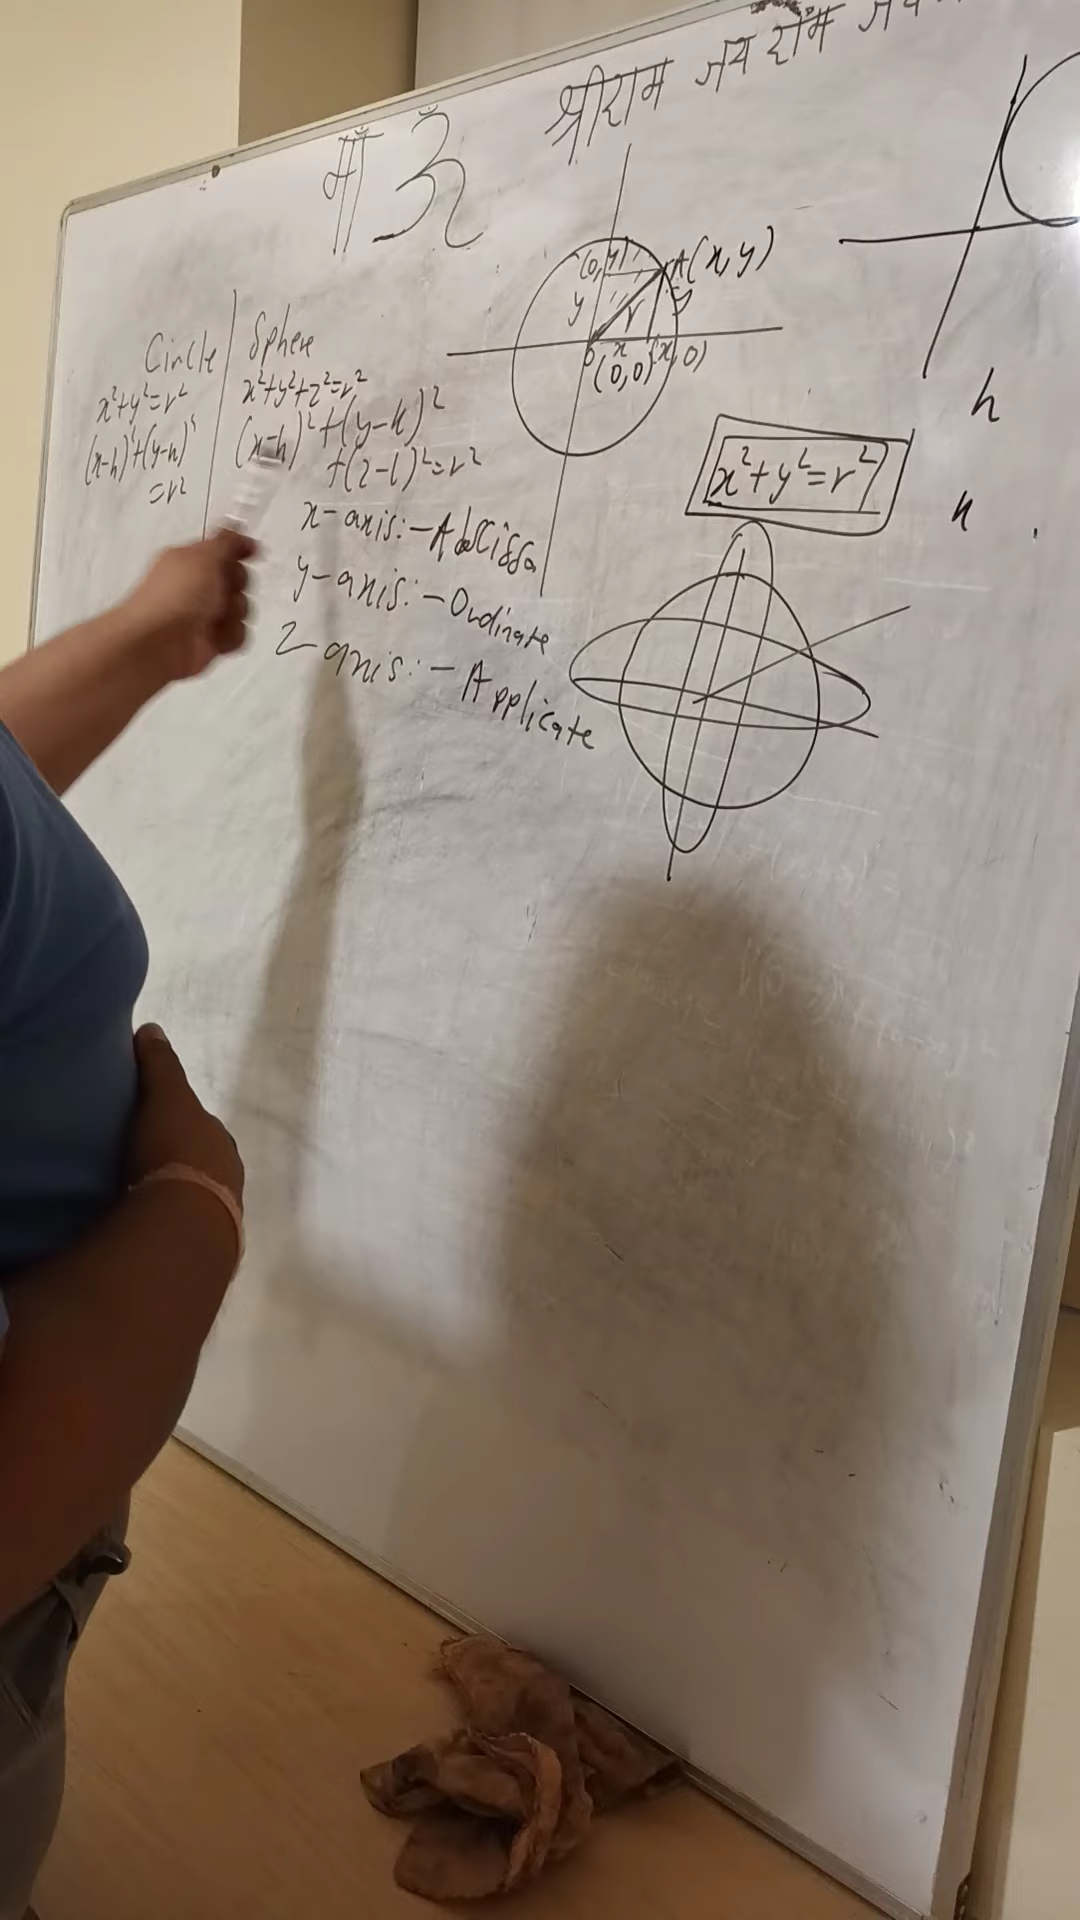 श्रीराम जय राम जय
माँ ॐ
(0,y)
A(x,y)
y
r
y
O
x
(0,0)
(x,0)
Circle
x²+y²=r²
(x-h)²+(y-k)²
=r²
Sphere
x²+y²+z²=r²
(x-h)²+(y-k)²
+(z-l)²=r²
x-axis:-Abscissa
y-axis:-Ordinate
z-axis:-Applicate
x²+y²=r²
h
k